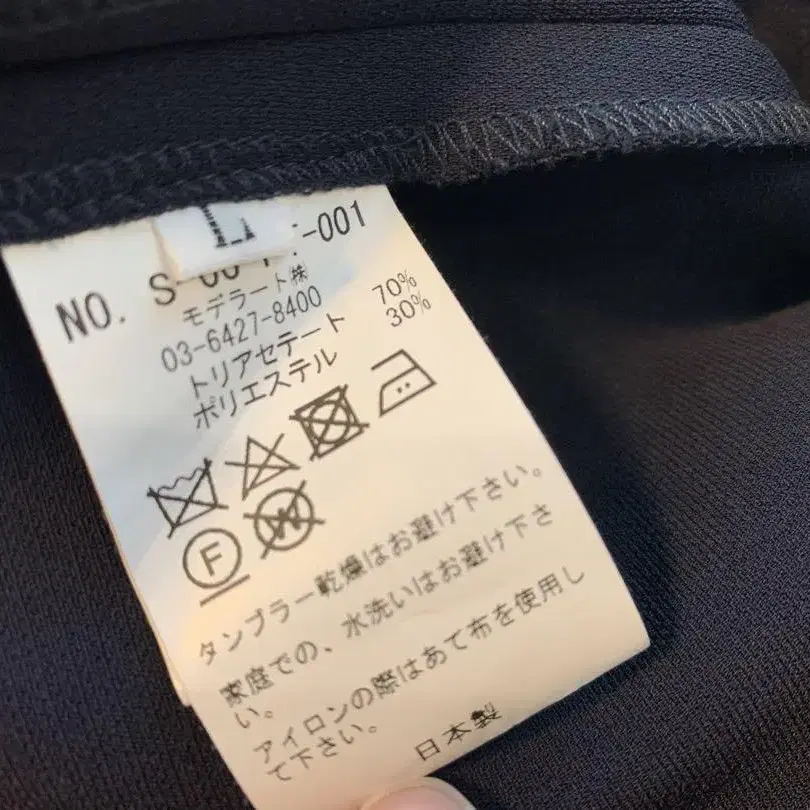 L
NO. S-00 -001
モデラート㈱
03-6427-8400
トリアセテート 70%
ポリエステル 30%
F
W
タンブラー乾燥はお避け下さい。
家庭での、水洗いはお避け下さ
い。
アイロンの際はあて布を使用し
て下さい。
日本製